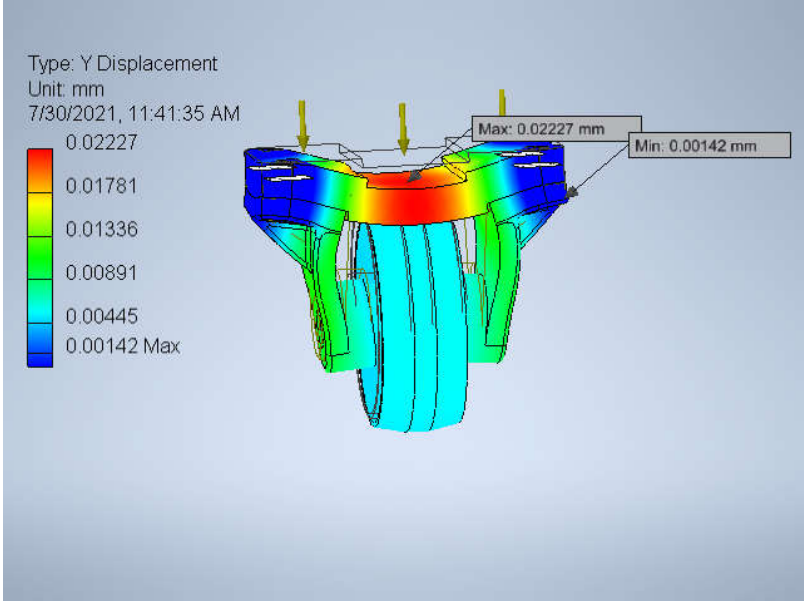 Type: Y Displacement
Unit: mm
7/30/2021, 11:41:35 AM
0.02227
0.01781
0.01336
0.00891
0.00445
0.00142 Max
Max: 0.02227 mm
Min: 0.00142 mm